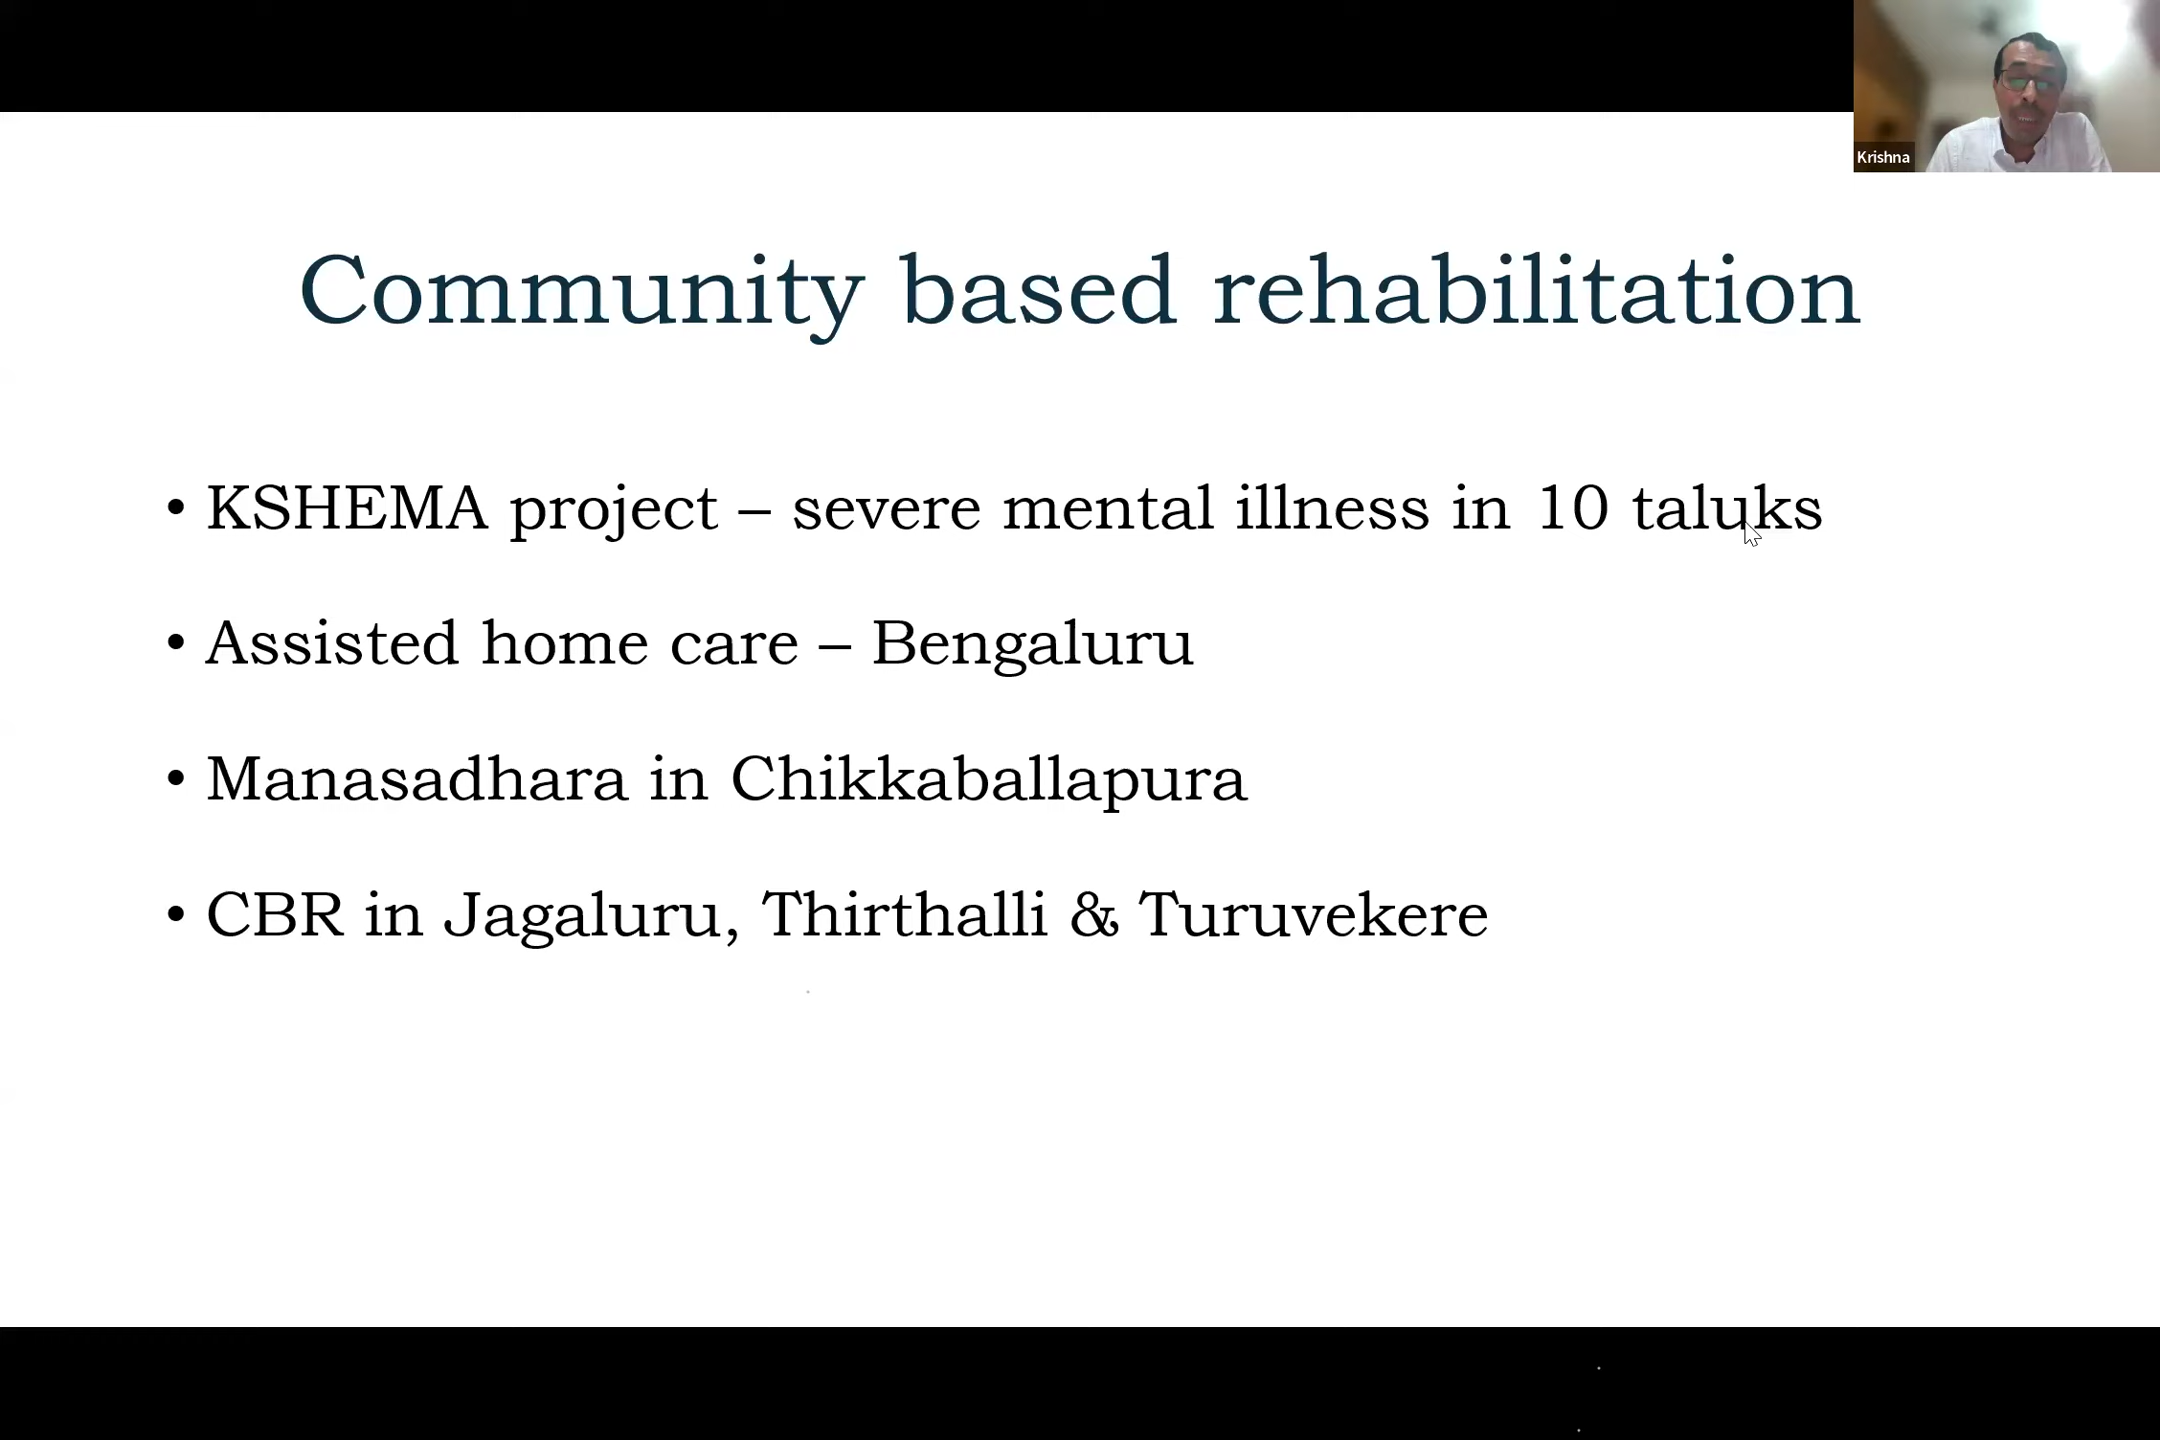 Krishna
Community based rehabilitation
• KSHEMA project – severe mental illness in 10 taluks
• Assisted home care – Bengaluru
• Manasadhara in Chikkaballapura
• CBR in Jagaluru, Thirthalli & Turuvekere